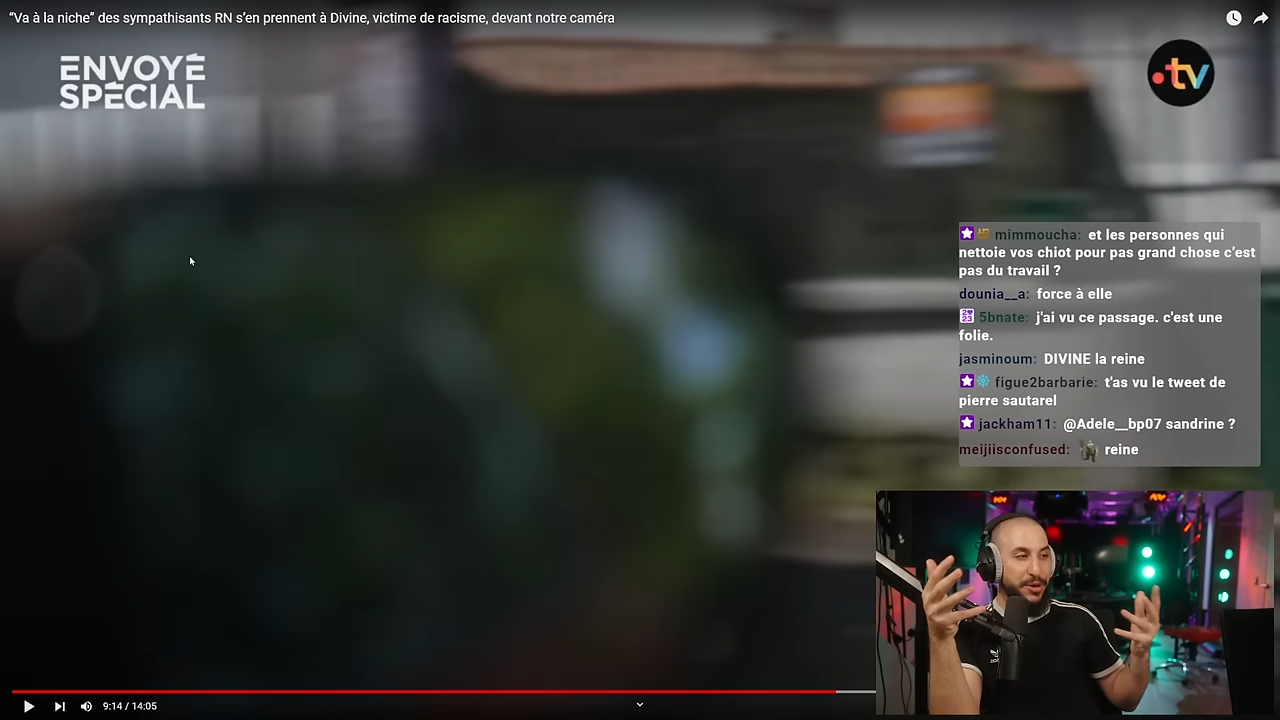 “Va à la niche” des sympathisants RN s’en prennent à Divine, victime de racisme, devant notre caméra
ENVOYÉ
SPÉCIAL
•tv
mimmoucha: et les personnes qui
nettoie vos chiot pour pas grand chose c’est
pas du travail ?
dounia__a: force à elle
5bnate: j'ai vu ce passage. c'est une
folie.
jasminoum: DIVINE la reine
figue2barbarie: t'as vu le tweet de
pierre sautarel
jackham11: @Adele__bp07 sandrine ?
meijiisconfused: reine
9:14 / 14:05